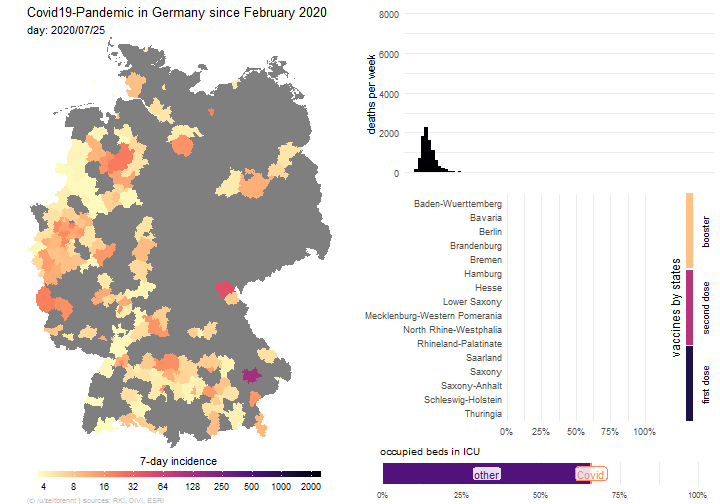 Covid19-Pandemic in Germany since February 2020
day: 2020/07/25
7-day incidence
4 8 16 32 64 125 250 500 1000 2000
(c) /u/zeltbrennt | sources: RKI, DIVI, ESRI
deaths per week
8000
6000
4000
2000
0
Baden-Wuerttemberg
Bavaria
Berlin
Brandenburg
Bremen
Hamburg
Hesse
Lower Saxony
Mecklenburg-Western Pomerania
North Rhine-Westphalia
Rhineland-Palatinate
Saarland
Saxony
Saxony-Anhalt
Schleswig-Holstein
Thuringia
0% 25% 50% 75% 100%
vaccines by states
booster
second dose
first dose
occupied beds in ICU
other Covid
0% 25% 50% 75% 100%